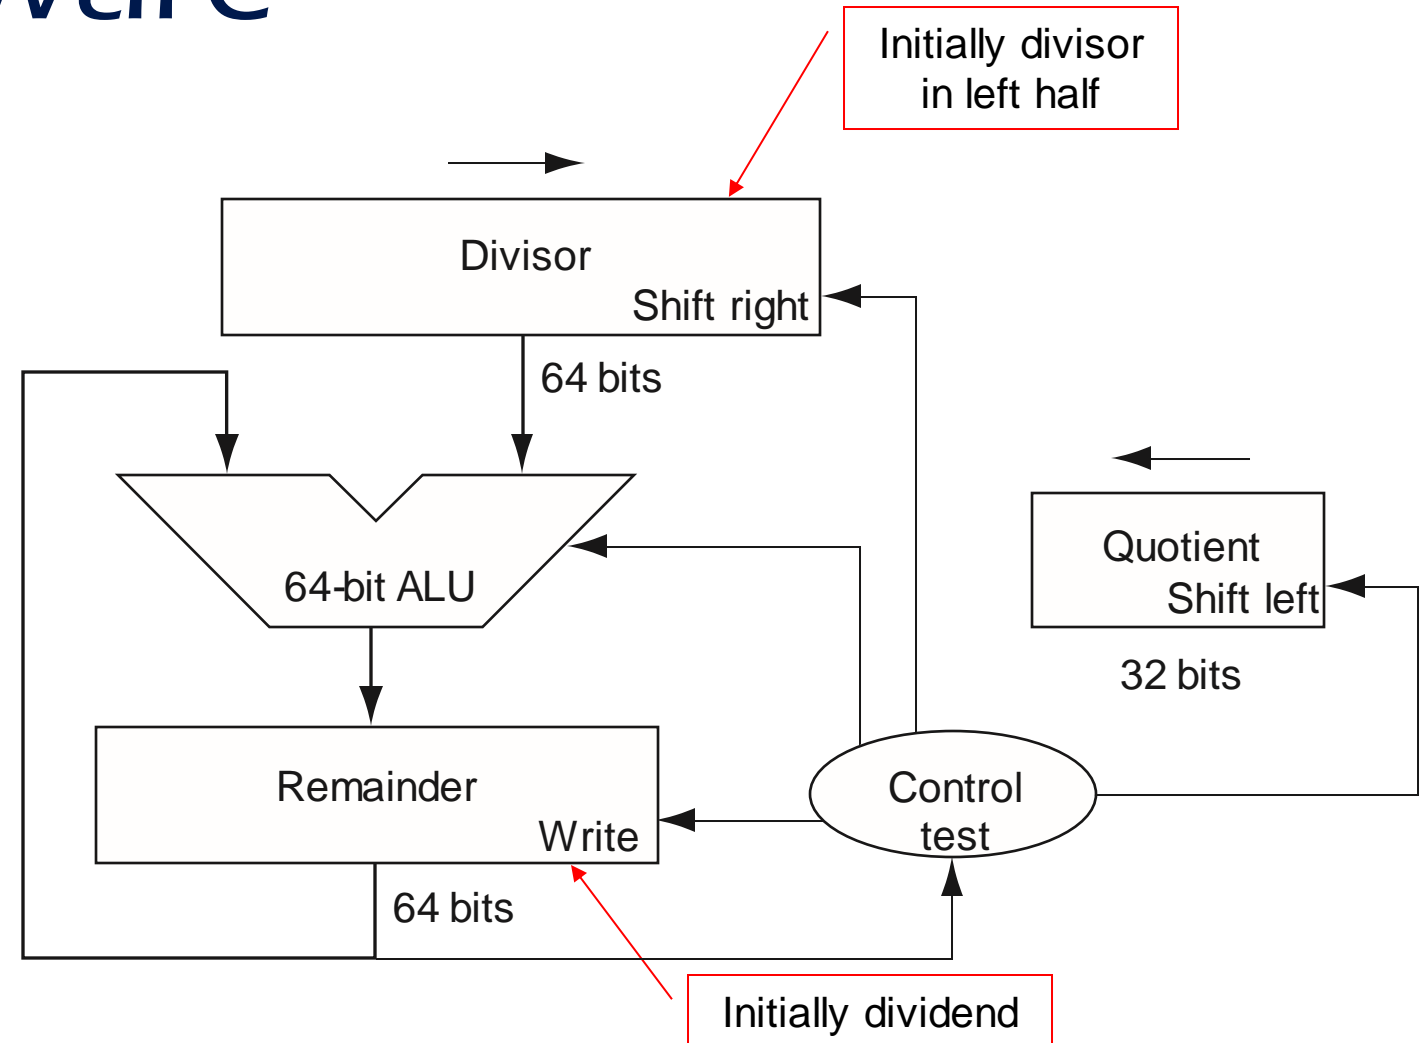 Initially divisor
in left half
Divisor
Shift right
64 bits
64-bit ALU
Quotient
Shift left
32 bits
Remainder
Write
Control
test
64 bits
Initially dividend